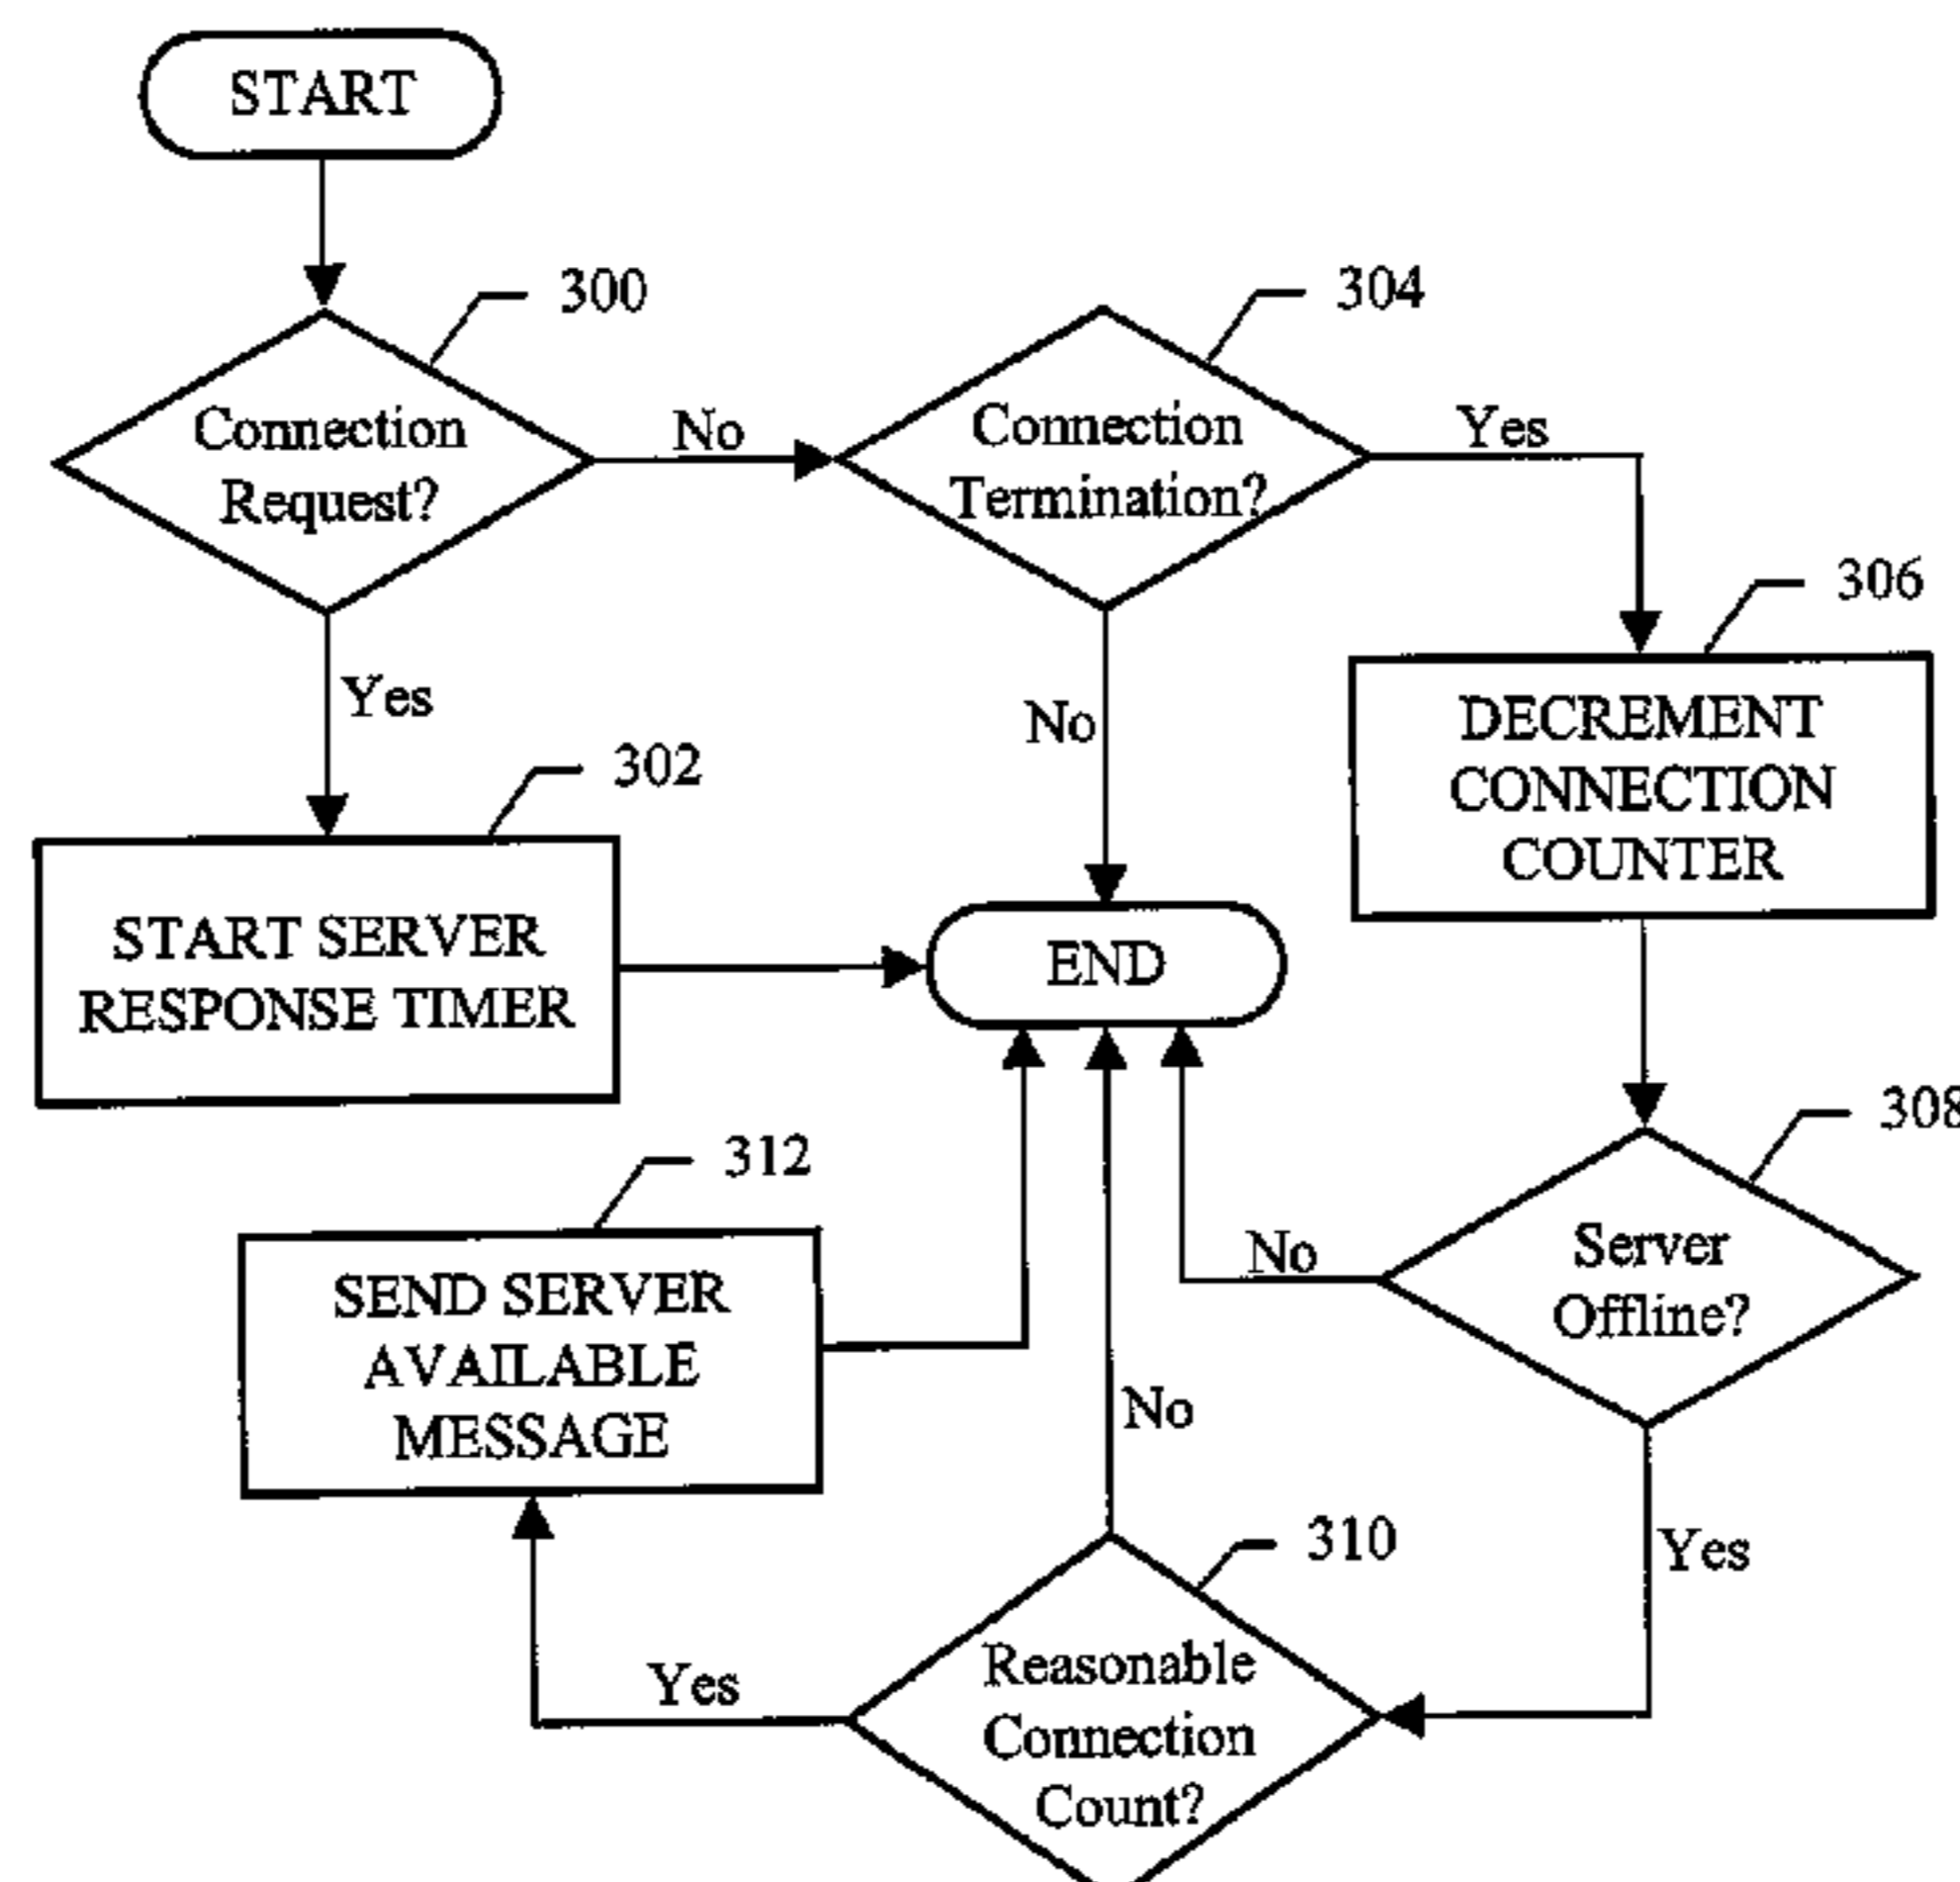 START
300
304
Connection
Request?
No
Connection
Termination?
Yes
306
Yes
302
No
DECREMENT
CONNECTION
COUNTER
START SERVER
RESPONSE TIMER
END
308
312
SEND SERVER
AVAILABLE
MESSAGE
No
Server
Offline?
No
310
Yes
Yes
Reasonable
Connection
Count?